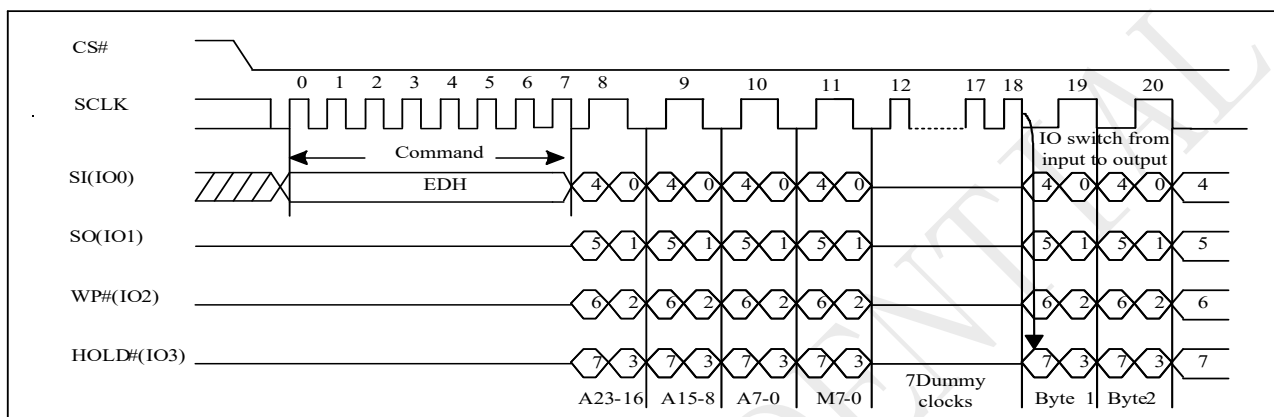 CS#
0 1 2 3 4 5 6 7 8 9 10 11 12 17 18 19 20
SCLK
Command
IO switch from
input to output
SI(IO0)
EDH
4 0 4 0 4 0 4 0 4 0 4 0 4
SO(IO1)
5 1 5 1 5 1 5 1 5 1 5 1 5
WP#(IO2)
6 2 6 2 6 2 6 2 6 2 6 2 6
HOLD#(IO3)
7 3 7 3 7 3 7 3 7 3 7 3 7
A23-16 A15-8 A7-0 M7-0
7Dummy
clocks
Byte 1 Byte2